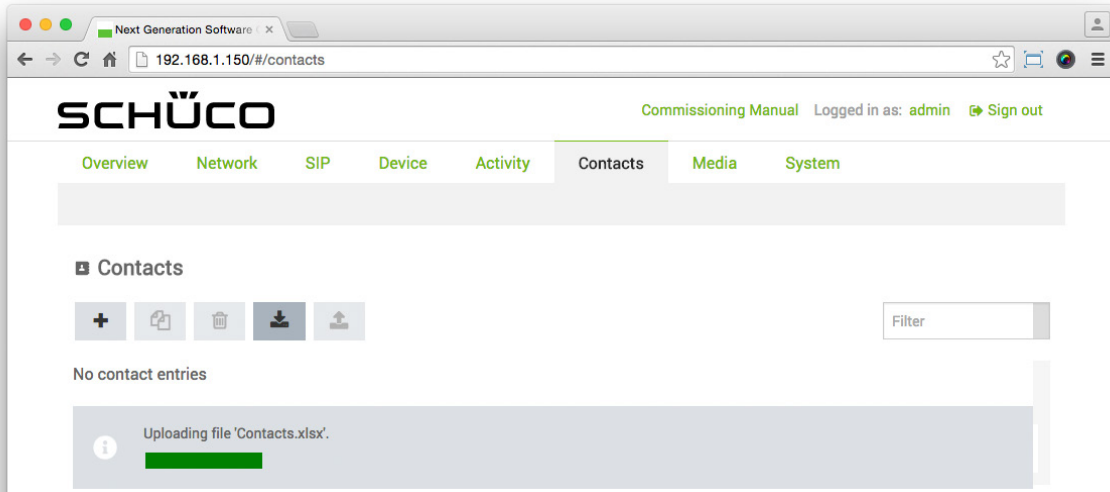 Next Generation Software
192.168.1.150/#/contacts
SCHÜCO
Commissioning Manual Logged in as: admin Sign out
Overview Network SIP Device Activity Contacts Media System
Contacts
Filter
No contact entries
Uploading file 'Contacts.xlsx'.